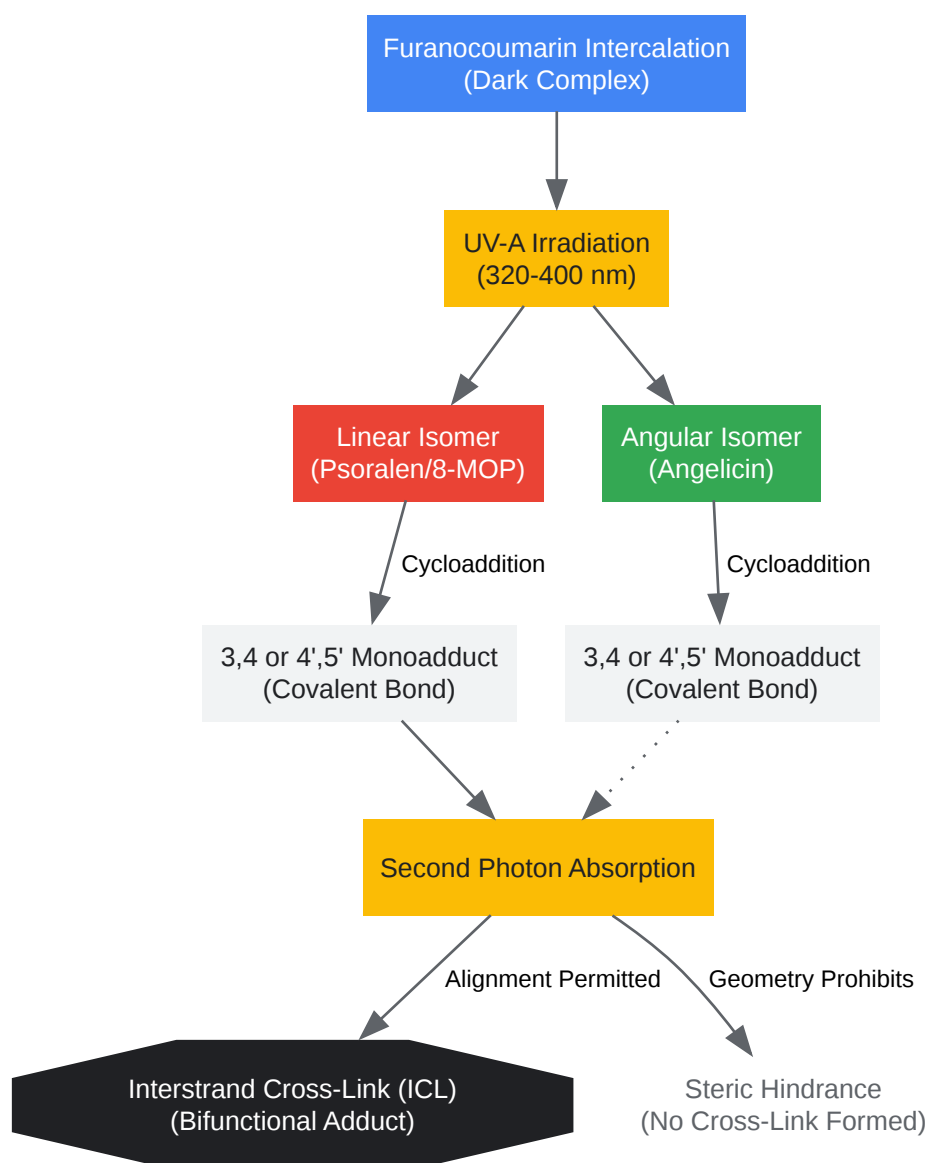 Furanocoumarin Intercalation
(Dark Complex)
UV-A Irradiation
(320-400 nm)
Linear Isomer
(Psoralen/8-MOP)
Angular Isomer
(Angelicin)
Cycloaddition
Cycloaddition
3,4 or 4',5' Monoadduct
(Covalent Bond)
3,4 or 4',5' Monoadduct
(Covalent Bond)
Second Photon Absorption
Alignment Permitted
Geometry Prohibits
Interstrand Cross-Link (ICL)
(Bifunctional Adduct)
Steric Hindrance
(No Cross-Link Formed)